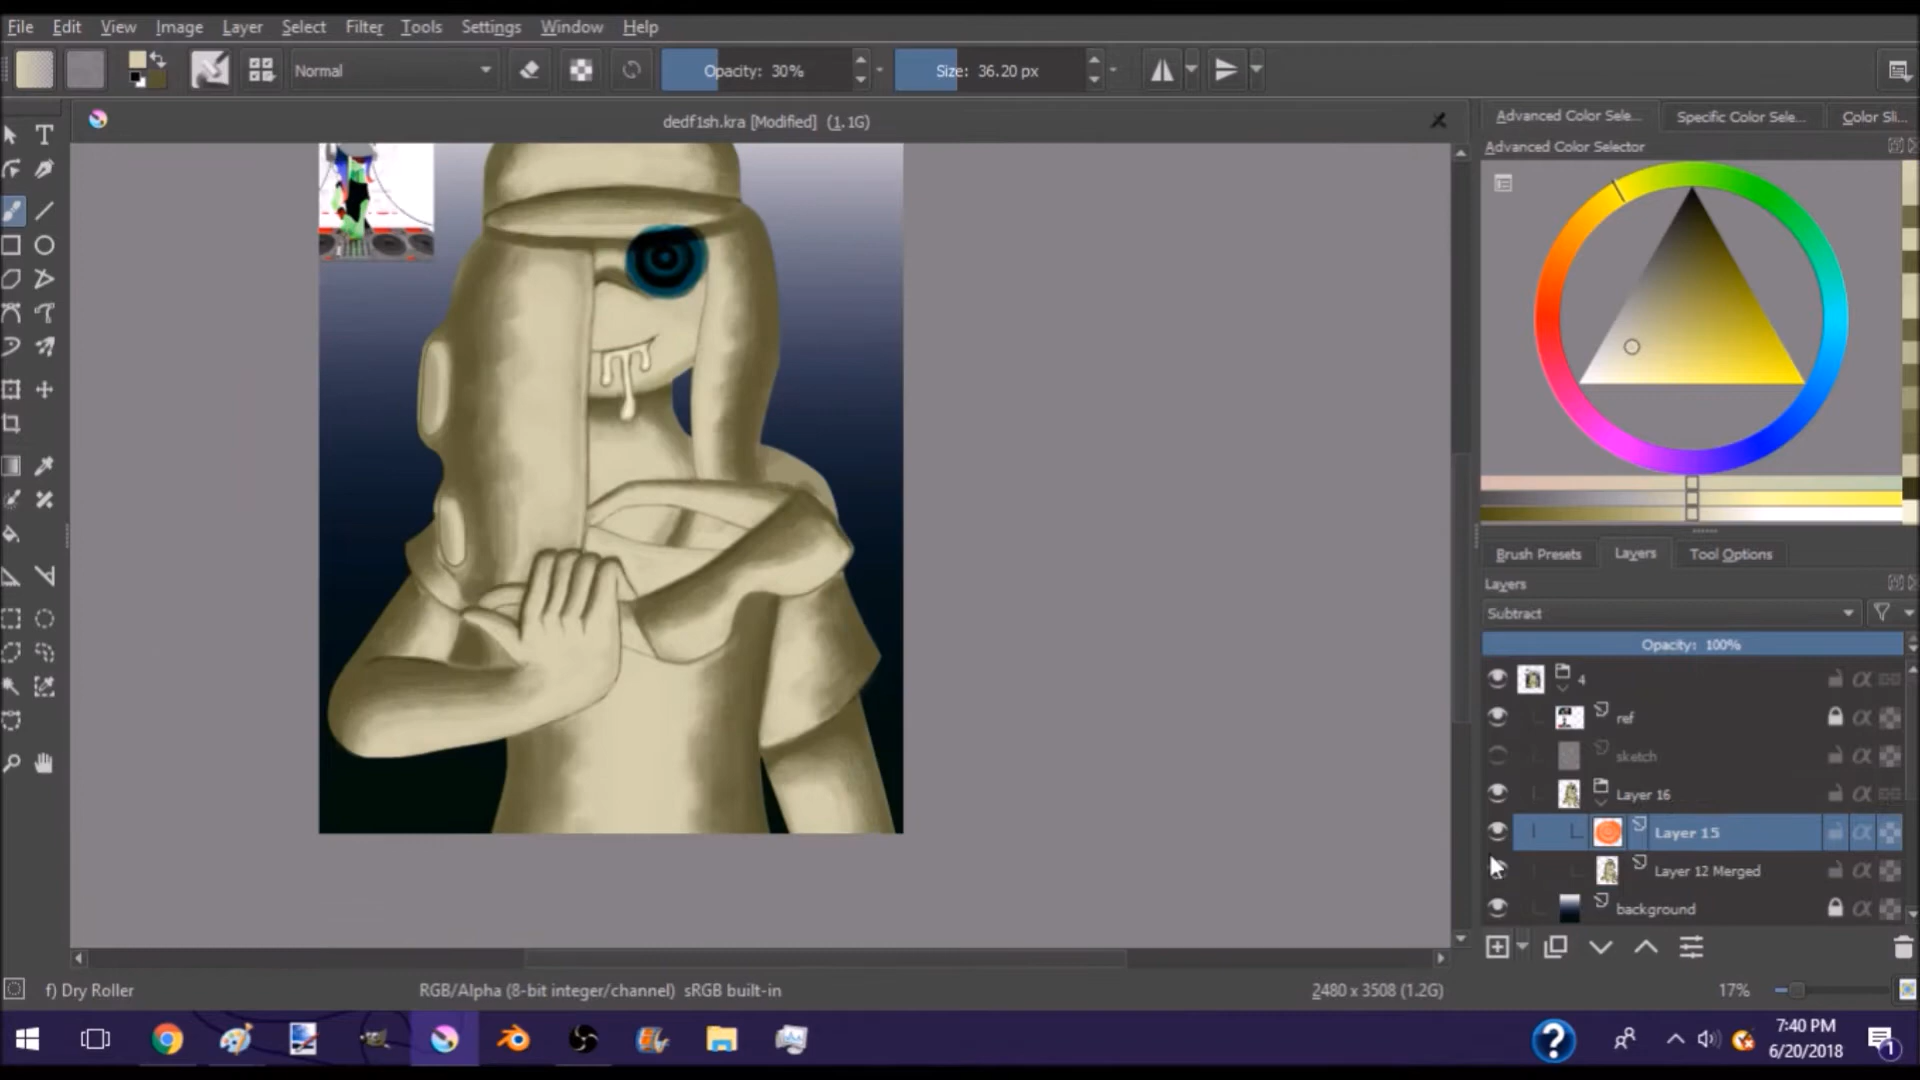 File Edit View Image Layer Select Filter Tools Settings Window Help
Normal Opacity: 30% Size: 36.20 px
dedf1sh.kra [Modified] (1.1G)
Advanced Color Sele... Specific Color Sele... Color Sli...
Advanced Color Selector
Brush Presets Layers Tool Options
Layers
Subtract
Opacity: 100%
4
ref
sketch
Layer 16
Layer 15
Layer 12 Merged
background
f) Dry Roller RGB/Alpha (8-bit integer/channel) sRGB built-in 2480 x 3508 (1.2G) 17%
7:40 PM
6/20/2018
1